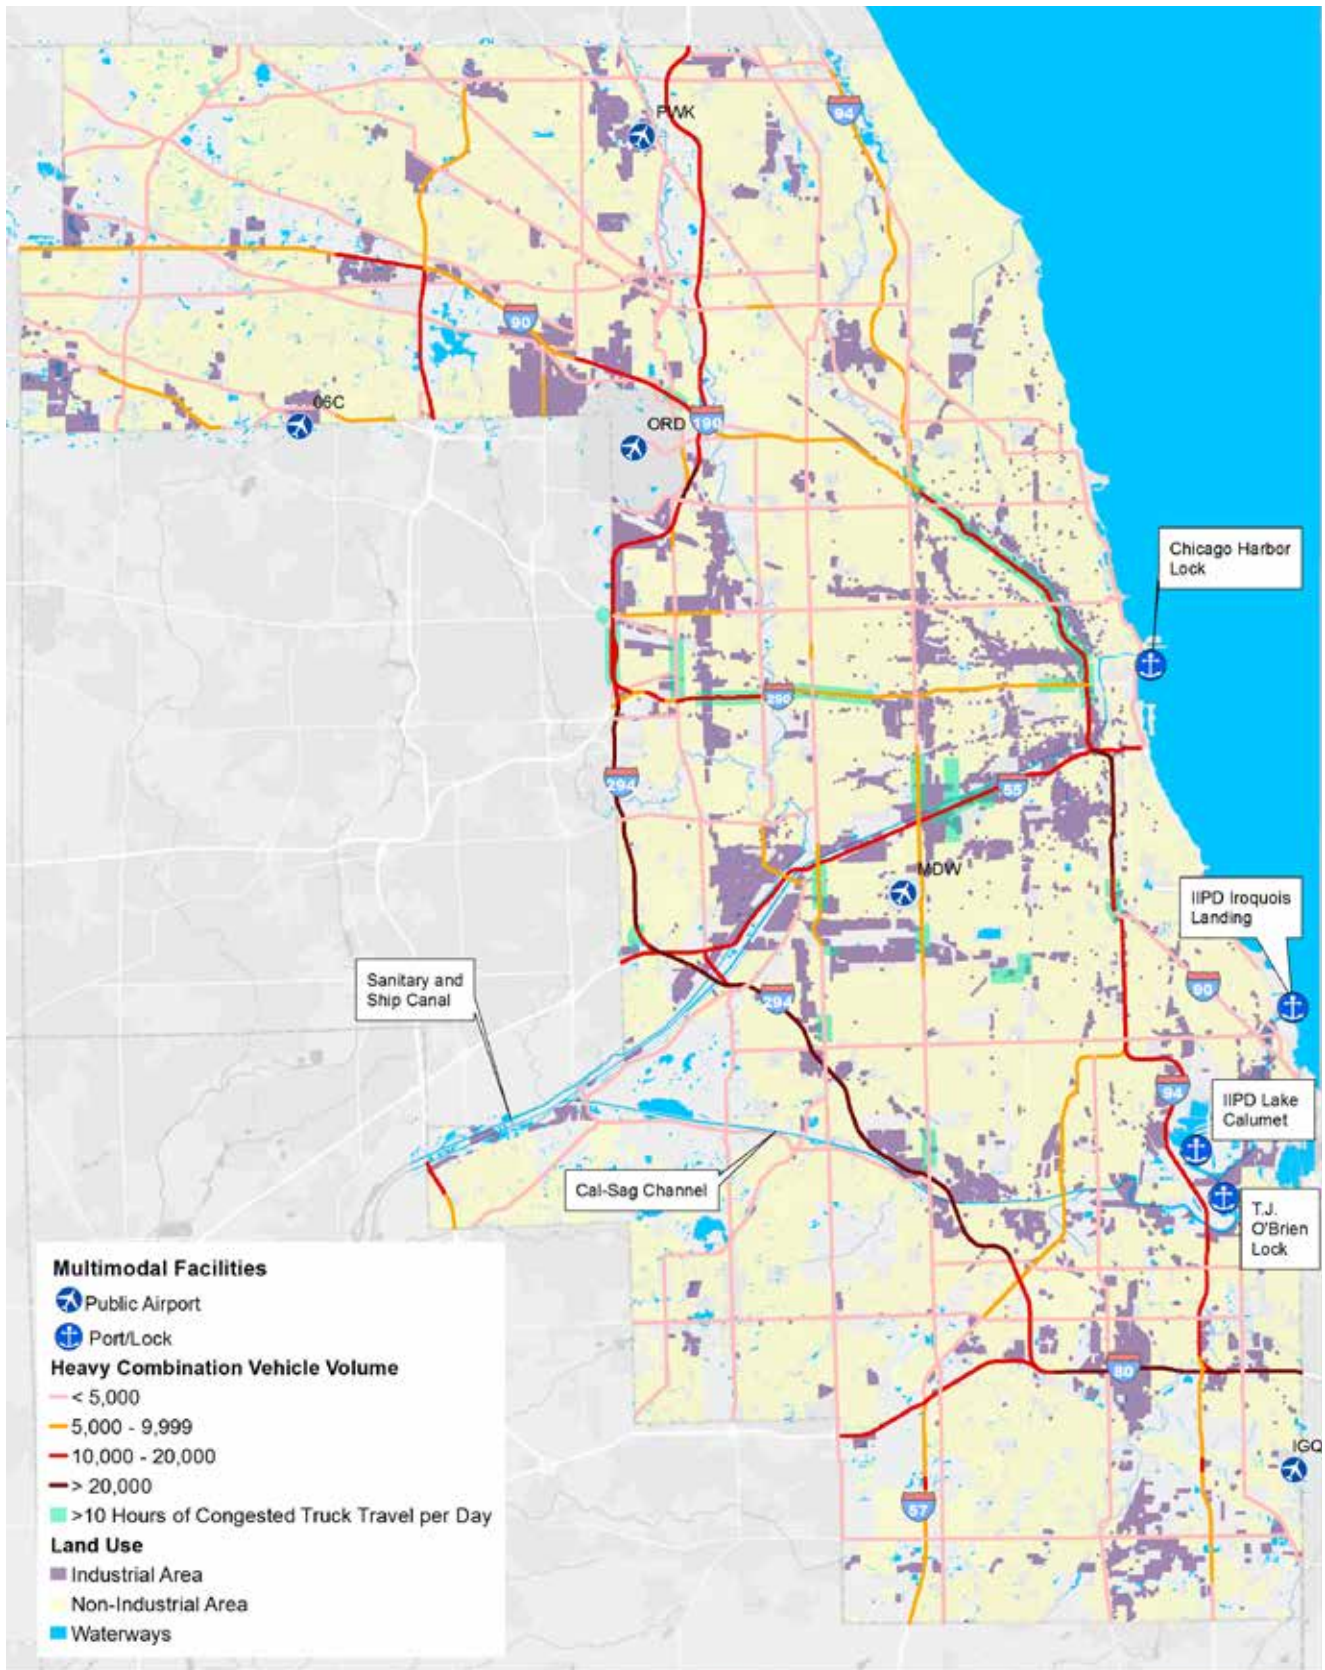 PWK
94
90
06C
ORD
190
Chicago Harbor
Lock
290
294
55
MDW
IIPD Iroquois
Landing
Sanitary and
Ship Canal
294
90
94
IIPD Lake
Calumet
Cal-Sag Channel
T.J.
O'Brien
Lock
80
IGQ
57
Multimodal Facilities
Public Airport
Port/Lock
Heavy Combination Vehicle Volume
< 5,000
5,000 - 9,999
10,000 - 20,000
> 20,000
>10 Hours of Congested Truck Travel per Day
Land Use
Industrial Area
Non-Industrial Area
Waterways